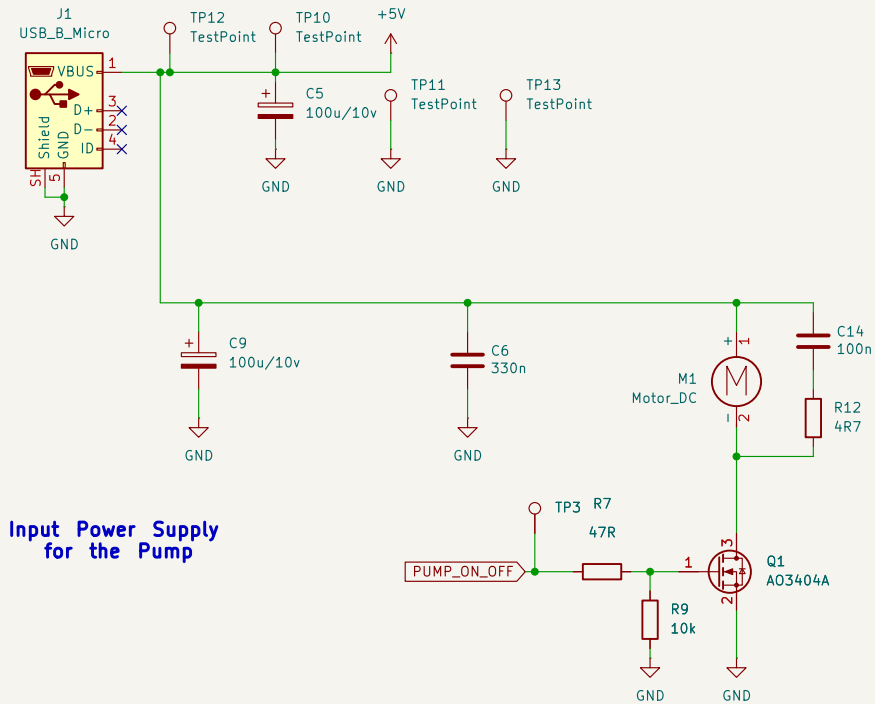 J1
USB_B_Micro
1
VBUS
D+
3
D-
2
ID
4
Shield
GND
SH
5
GND
TP12
TestPoint
TP10
TestPoint
+5V
+
C5
100u/10v
GND
TP11
TestPoint
GND
TP13
TestPoint
GND
+
C9
100u/10v
GND
C6
330n
GND
M1
Motor_DC
+
1
M
-
2
C14
100n
R12
4R7
Input Power Supply
for the Pump
TP3
R7
47R
PUMP_ON_OFF
R9
10k
GND
1
3
2
Q1
AO3404A
GND